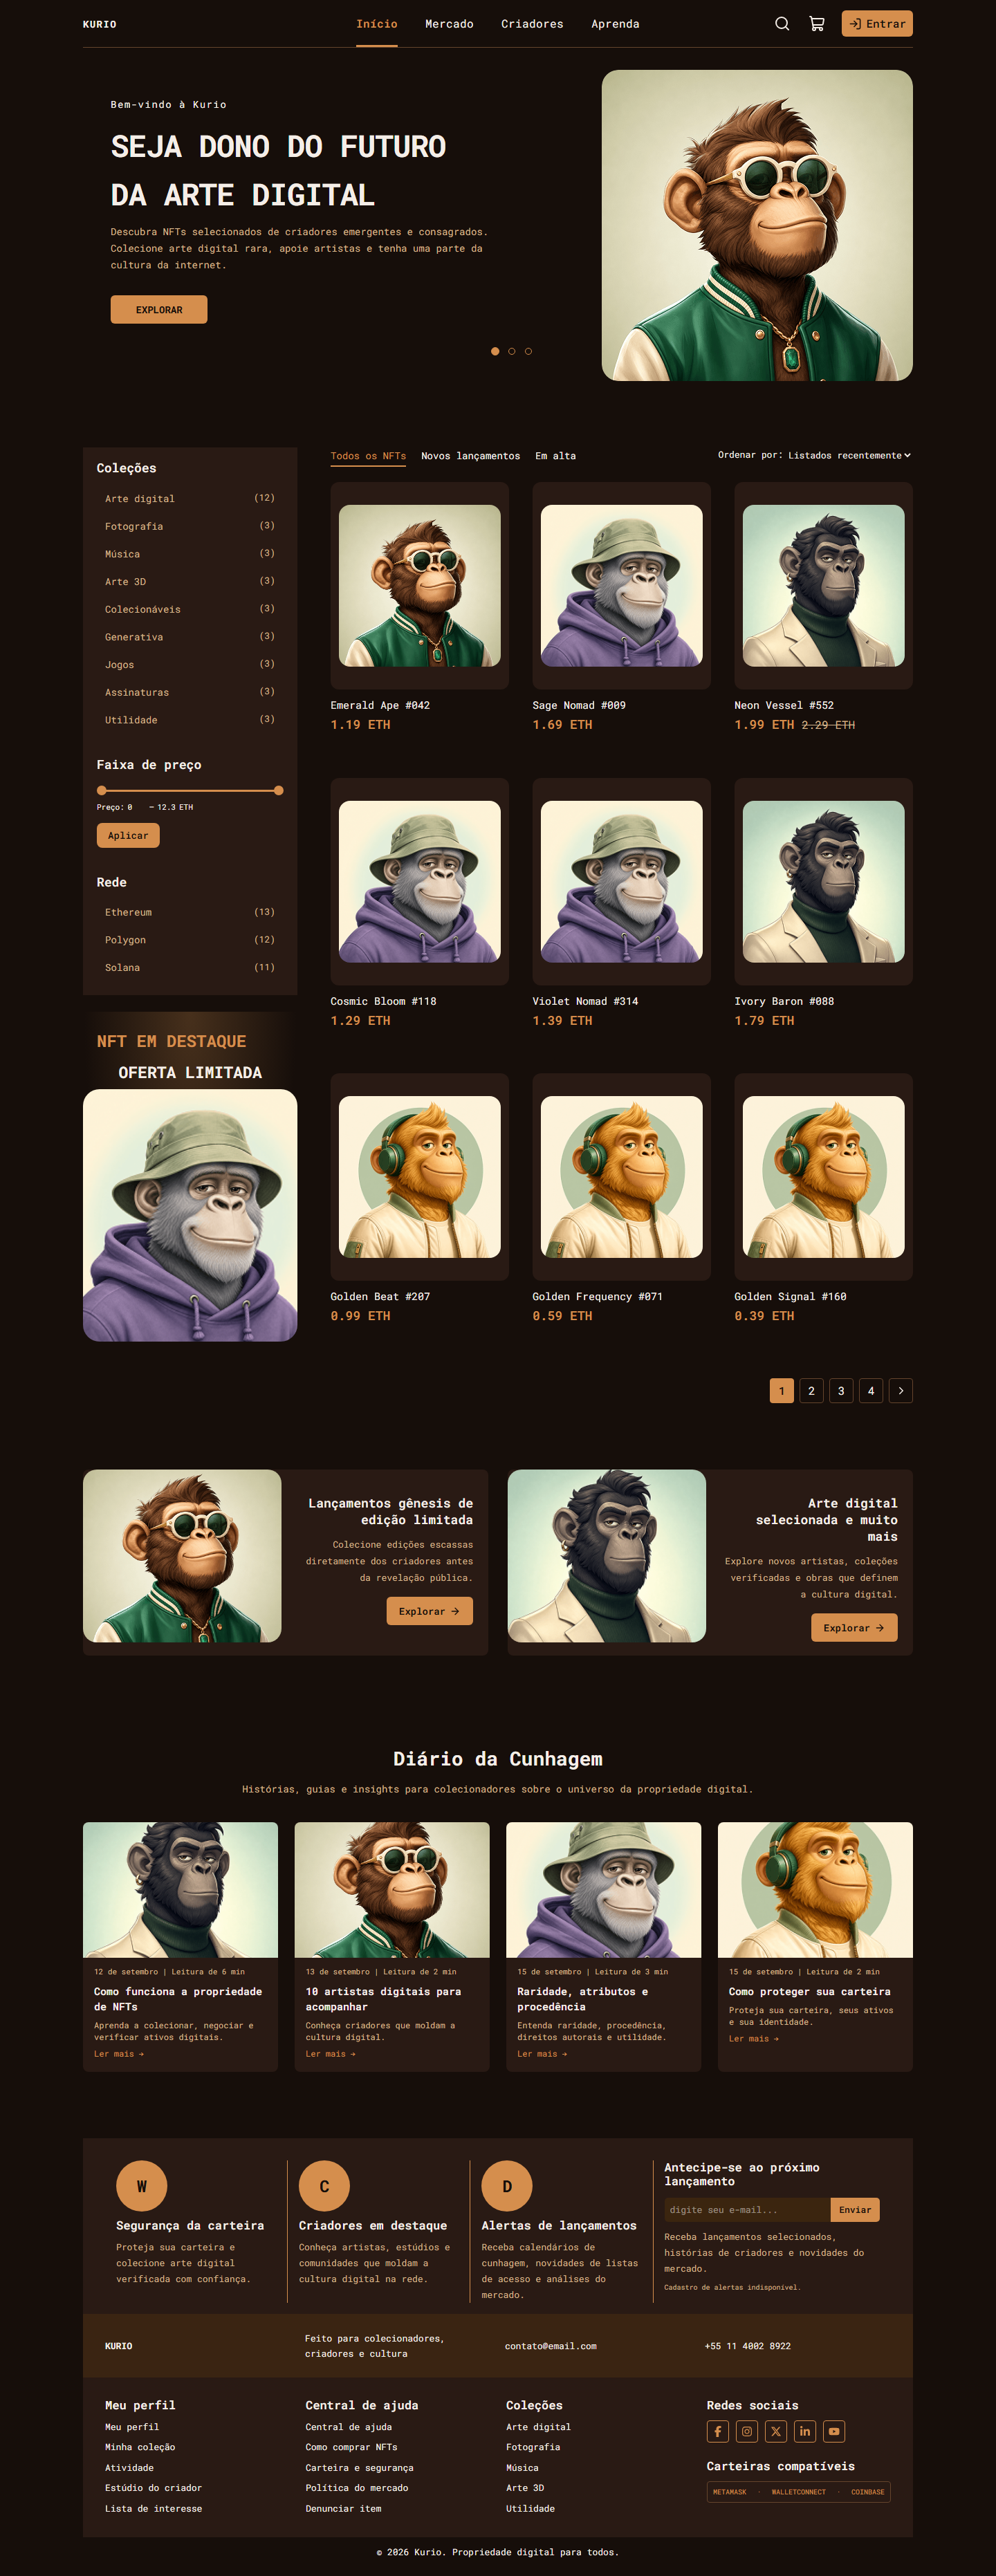 KURIO
Início
Mercado
Criadores
Aprenda
Entrar
Bem-vindo à Kurio
SEJA DONO DO FUTURO
DA ARTE DIGITAL
Descubra NFTs selecionados de criadores emergentes e consagrados.
Colecione arte digital rara, apoie artistas e tenha uma parte da
cultura da internet.
EXPLORAR
Coleções
Arte digital (12)
Fotografia (3)
Música (3)
Arte 3D (3)
Colecionáveis (3)
Generativa (3)
Jogos (3)
Assinaturas (3)
Utilidade (3)
Faixa de preço
Preço: 0 — 12.3 ETH
Aplicar
Rede
Ethereum (13)
Polygon (12)
Solana (11)
NFT EM DESTAQUE
OFERTA LIMITADA
Todos os NFTs
Novos lançamentos
Em alta
Ordenar por: Listados recentemente
Emerald Ape #042
1.19 ETH
Sage Nomad #009
1.69 ETH
Neon Vessel #552
1.99 ETH 2.29 ETH
Cosmic Bloom #118
1.29 ETH
Violet Nomad #314
1.39 ETH
Ivory Baron #088
1.79 ETH
Golden Beat #207
0.99 ETH
Golden Frequency #071
0.59 ETH
Golden Signal #160
0.39 ETH
1 2 3 4
Lançamentos gênesis de
edição limitada
Colecione edições escassas
diretamente dos criadores antes
da revelação pública.
Explorar →
Arte digital
selecionada e muito
mais
Explore novos artistas, coleções
verificadas e obras que definem
a cultura digital.
Explorar →
Diário da Cunhagem
Histórias, guias e insights para colecionadores sobre o universo da propriedade digital.
12 de setembro | Leitura de 6 min
Como funciona a propriedade
de NFTs
Aprenda a colecionar, negociar e
verificar ativos digitais.
Ler mais →
13 de setembro | Leitura de 2 min
10 artistas digitais para
acompanhar
Conheça criadores que moldam a
cultura digital.
Ler mais →
15 de setembro | Leitura de 3 min
Raridade, atributos e
procedência
Entenda raridade, procedência,
direitos autorais e utilidade.
Ler mais →
15 de setembro | Leitura de 2 min
Como proteger sua carteira
Proteja sua carteira, seus ativos
e sua identidade.
Ler mais →
W
Segurança da carteira
Proteja sua carteira e
colecione arte digital
verificada com confiança.
C
Criadores em destaque
Conheça artistas, estúdios e
comunidades que moldam a
cultura digital na rede.
D
Alertas de lançamentos
Receba calendários de
cunhagem, novidades de listas
de acesso e análises do
mercado.
Antecipe-se ao próximo
lançamento
digite seu e-mail...
Enviar
Receba lançamentos selecionados,
histórias de criadores e novidades do
mercado.
Cadastro de alertas indisponível.
KURIO
Feito para colecionadores,
criadores e cultura
contato@email.com
+55 11 4002 8922
Meu perfil
Meu perfil
Minha coleção
Atividade
Estúdio do criador
Lista de interesse
Central de ajuda
Central de ajuda
Como comprar NFTs
Carteira e segurança
Política do mercado
Denunciar item
Coleções
Arte digital
Fotografia
Música
Arte 3D
Utilidade
Redes sociais
Carteiras compatíveis
METAMASK · WALLETCONNECT · COINBASE
© 2026 Kurio. Propriedade digital para todos.